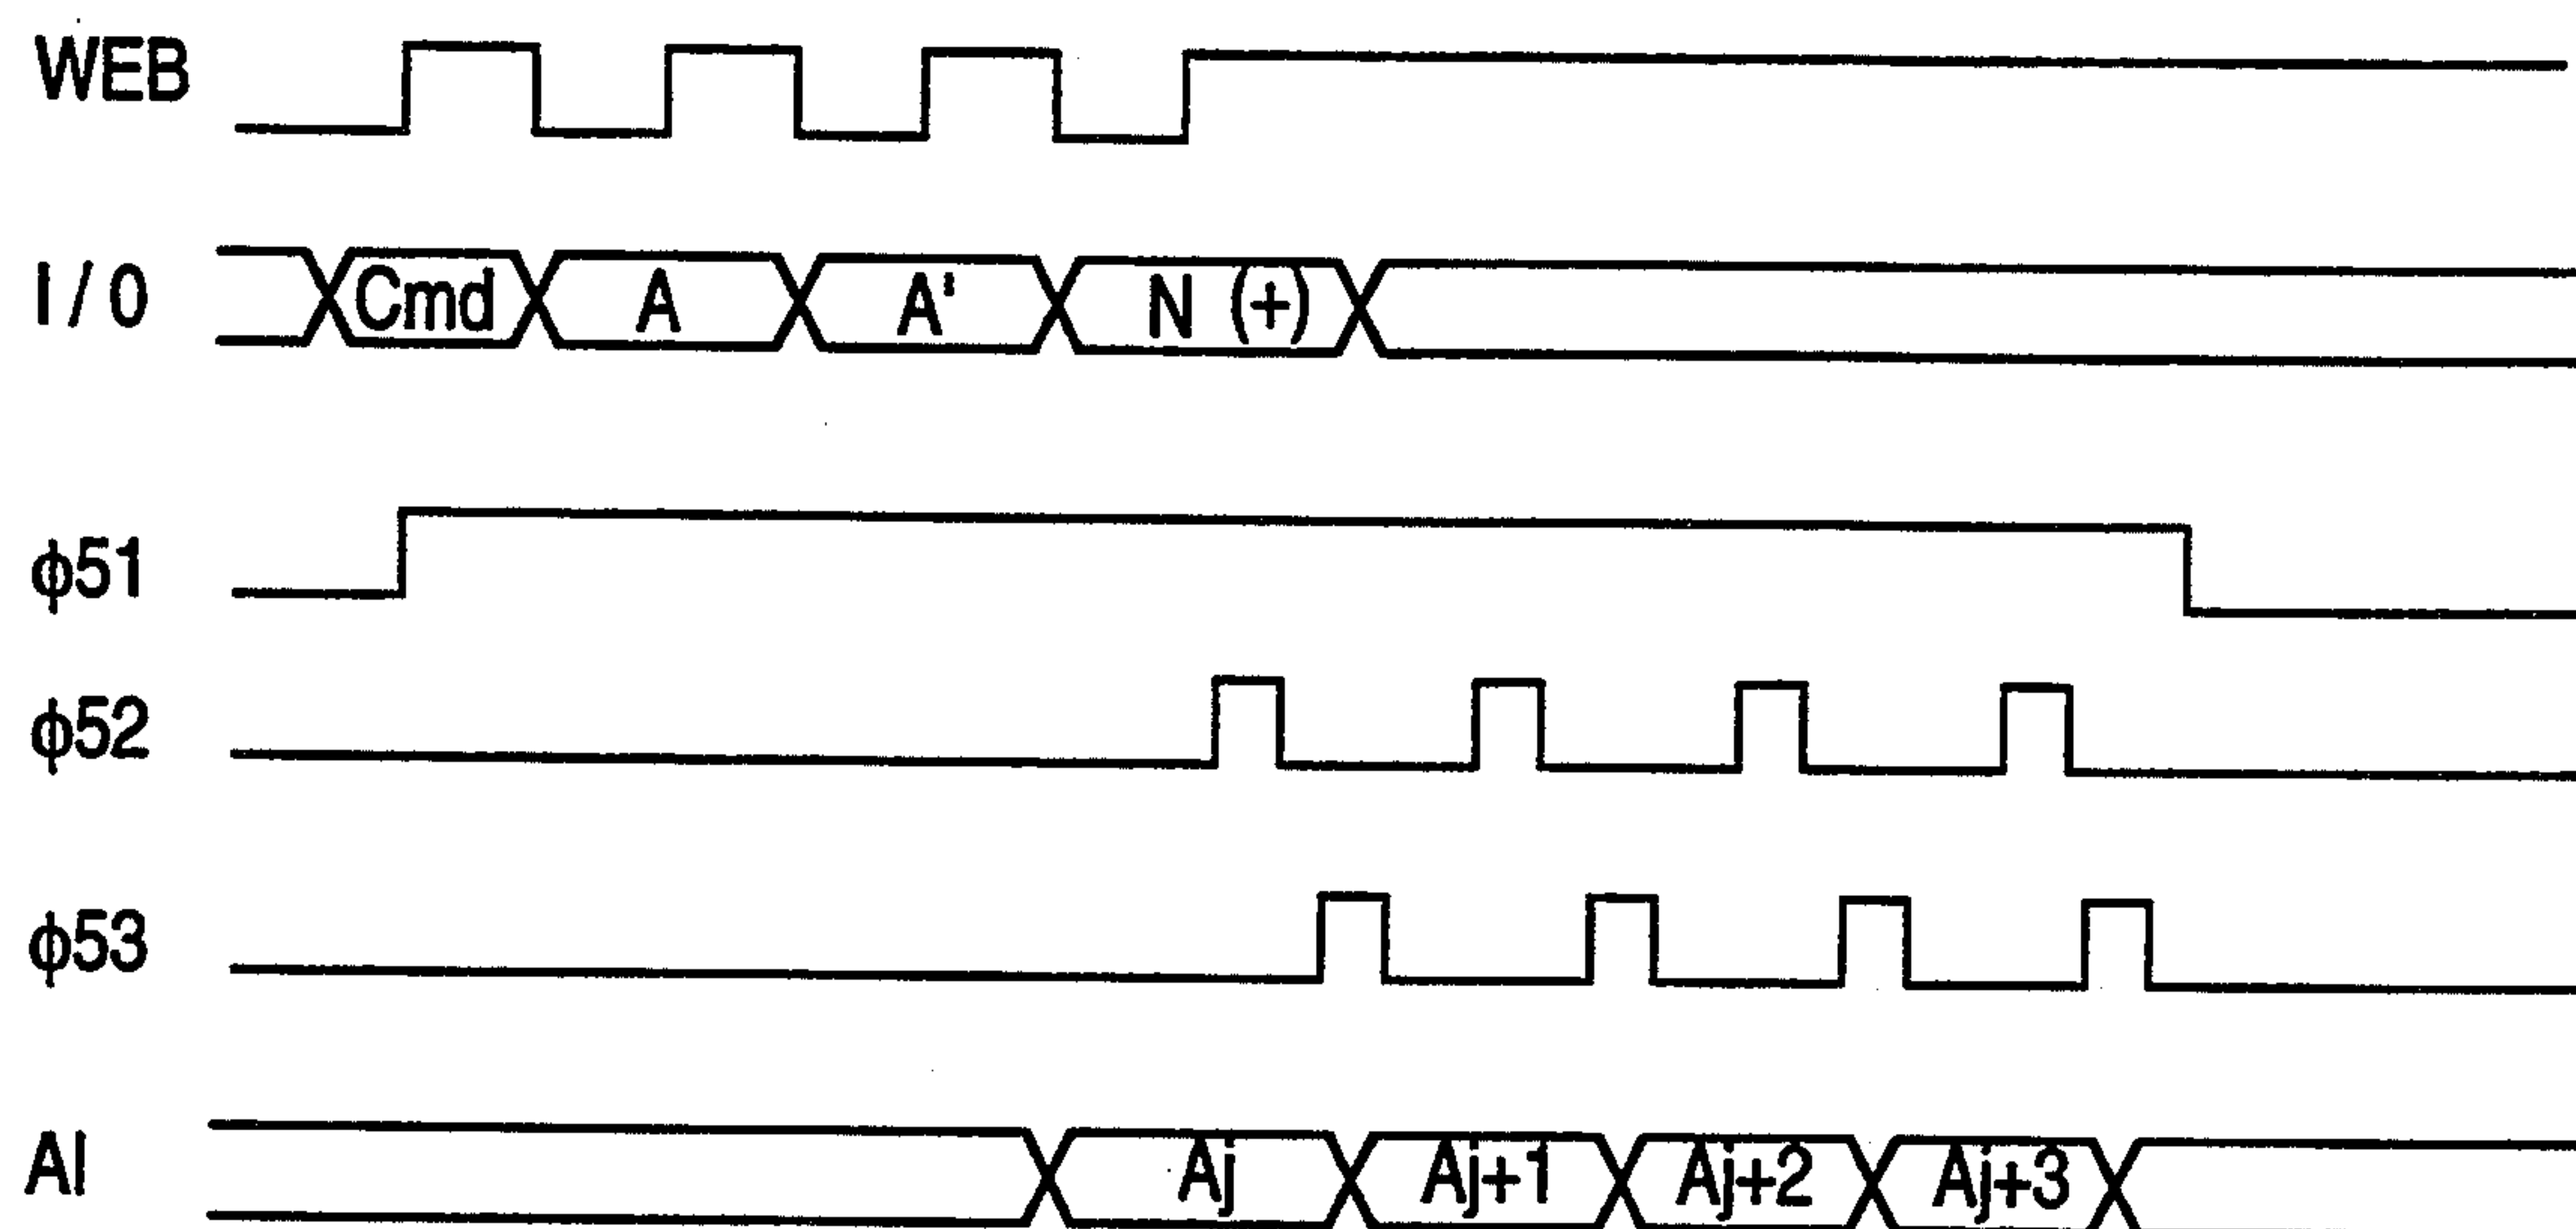 WEB
I / 0 Cmd A A' N (+)
ϕ51
ϕ52
ϕ53
AI Aj Aj+1 Aj+2 Aj+3